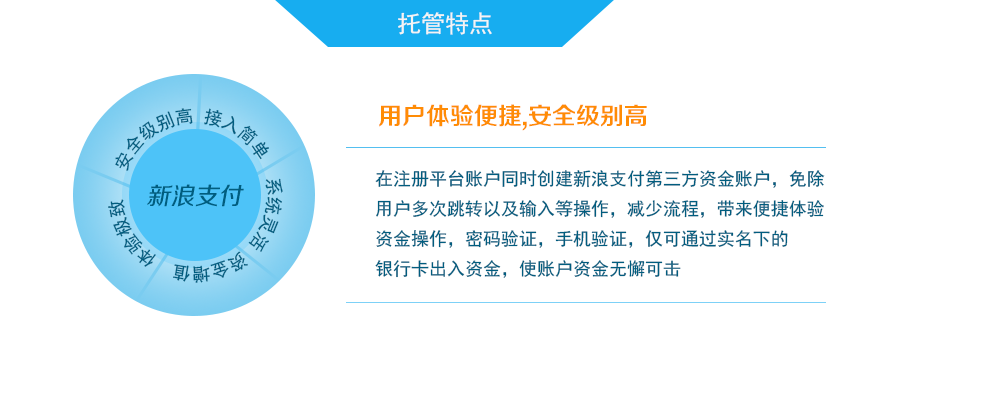 托管特点
安全级别高
接入简单
系统灵活
资金增值
体验极致
新浪支付
用户体验便捷,安全级别高
在注册平台账户同时创建新浪支付第三方资金账户，免除
用户多次跳转以及输入等操作，减少流程，带来便捷体验
资金操作，密码验证，手机验证，仅可通过实名下的
银行卡出入资金，使账户资金无懈可击